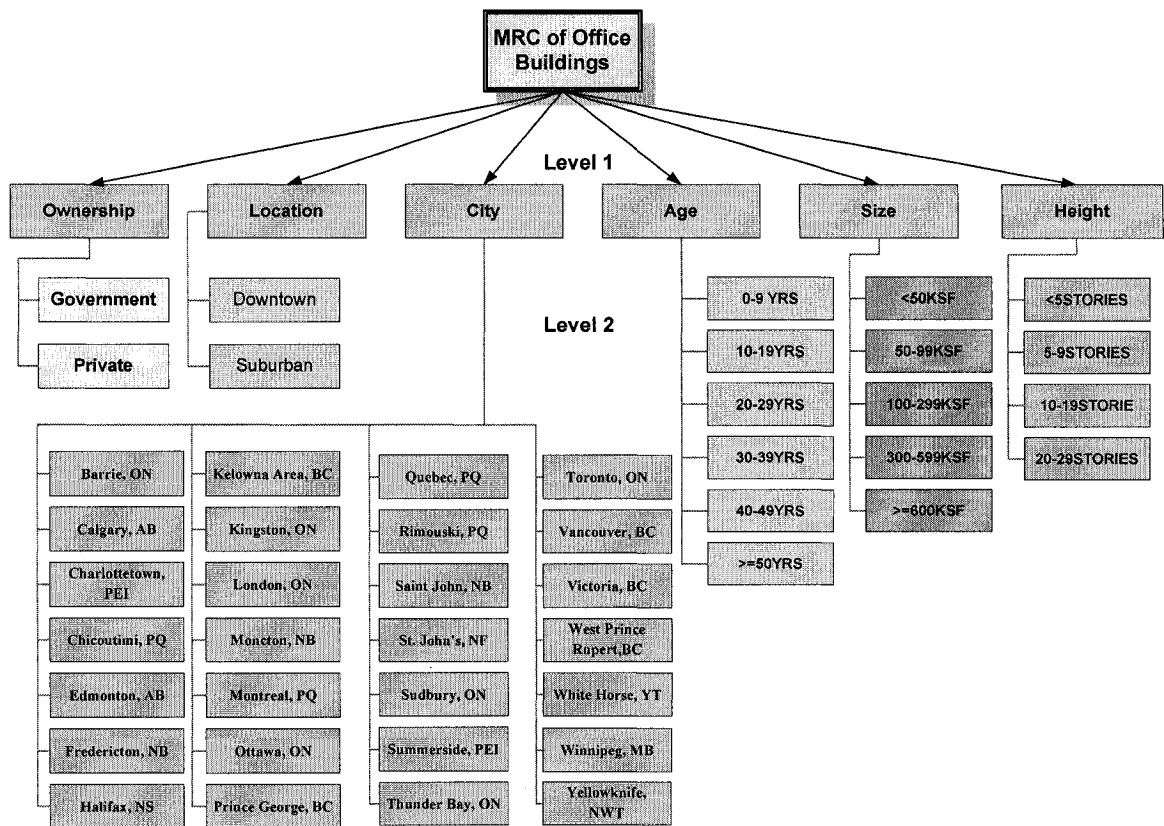 MRC of Office
Buildings
Level 1
Ownership
Location
City
Age
Size
Height
Government
Private
Downtown
Suburban
Level 2
0-9 YRS
10-19YRS
20-29YRS
30-39YRS
40-49YRS
>=50YRS
<50KSF
50-99KSF
100-299KSF
300-599KSF
>=600KSF
<5STORIES
5-9STORIES
10-19STORIE
20-29STORIES
Barrie, ON
Calgary, AB
Charlottetown,
PEI
Chicoutimi, PQ
Edmonton, AB
Fredericton, NB
Halifax, NS
Kelowna Area, BC
Kingston, ON
London, ON
Moncton, NB
Montreal, PQ
Ottawa, ON
Prince George, BC
Quebec, PQ
Rimouski, PQ
Saint John, NB
St. John's, NF
Sudbury, ON
Summerside, PEI
Thunder Bay, ON
Toronto, ON
Vancouver, BC
Victoria, BC
West Prince
Rupert,BC
White Horse, YT
Winnipeg, MB
Yellowknife,
NWT